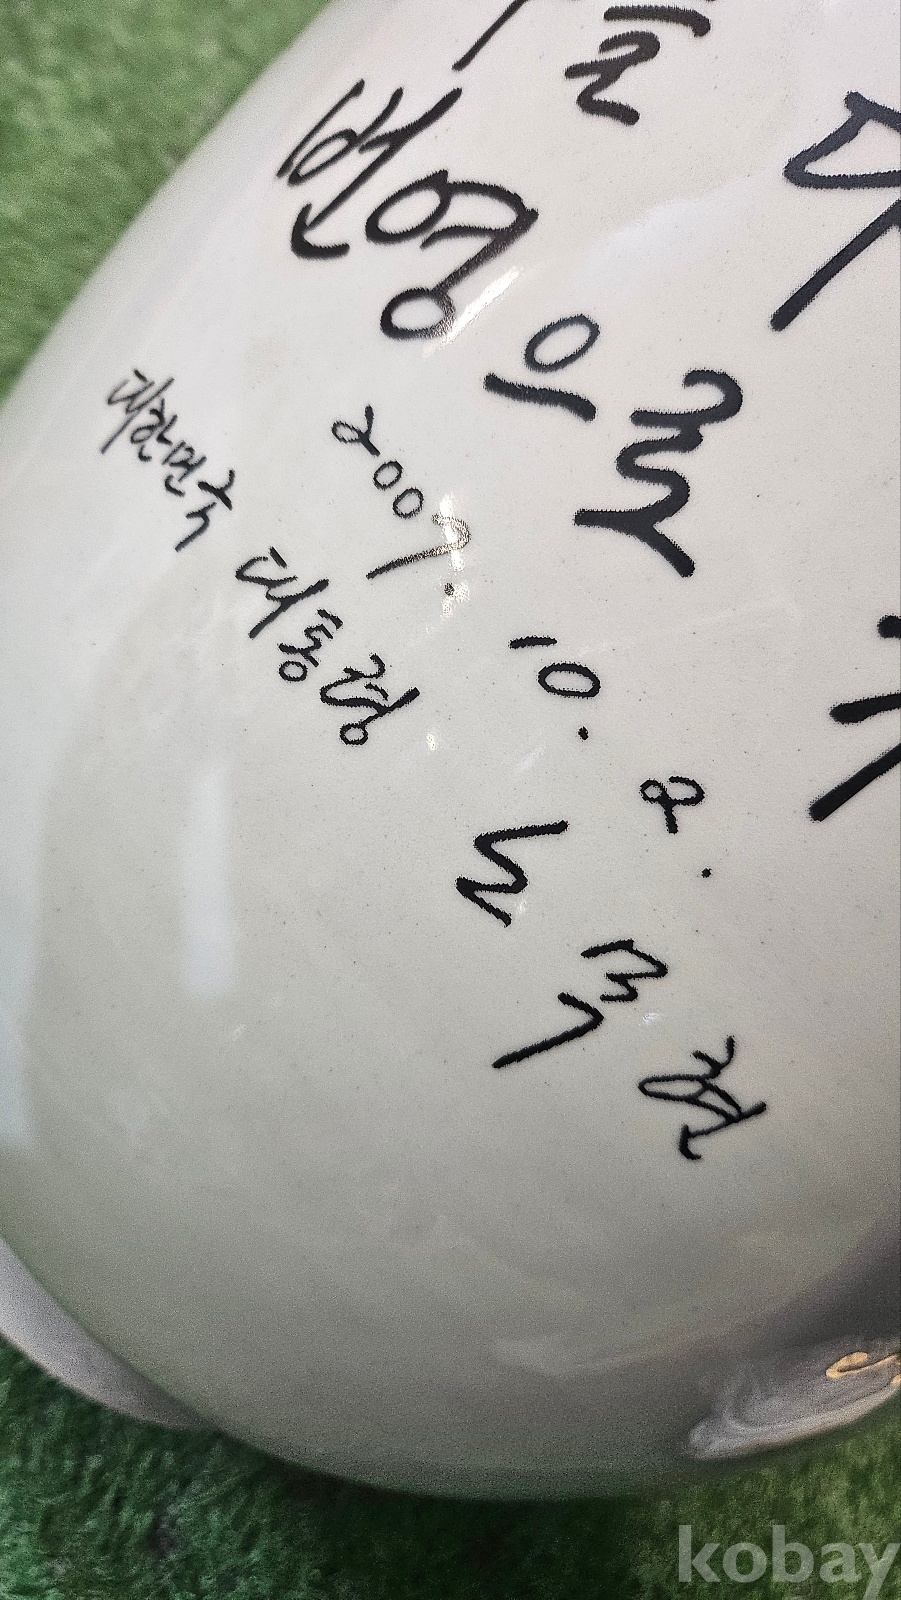 번영으로
2007. 10. 2.
대한민국 대통령
노무현
kobay